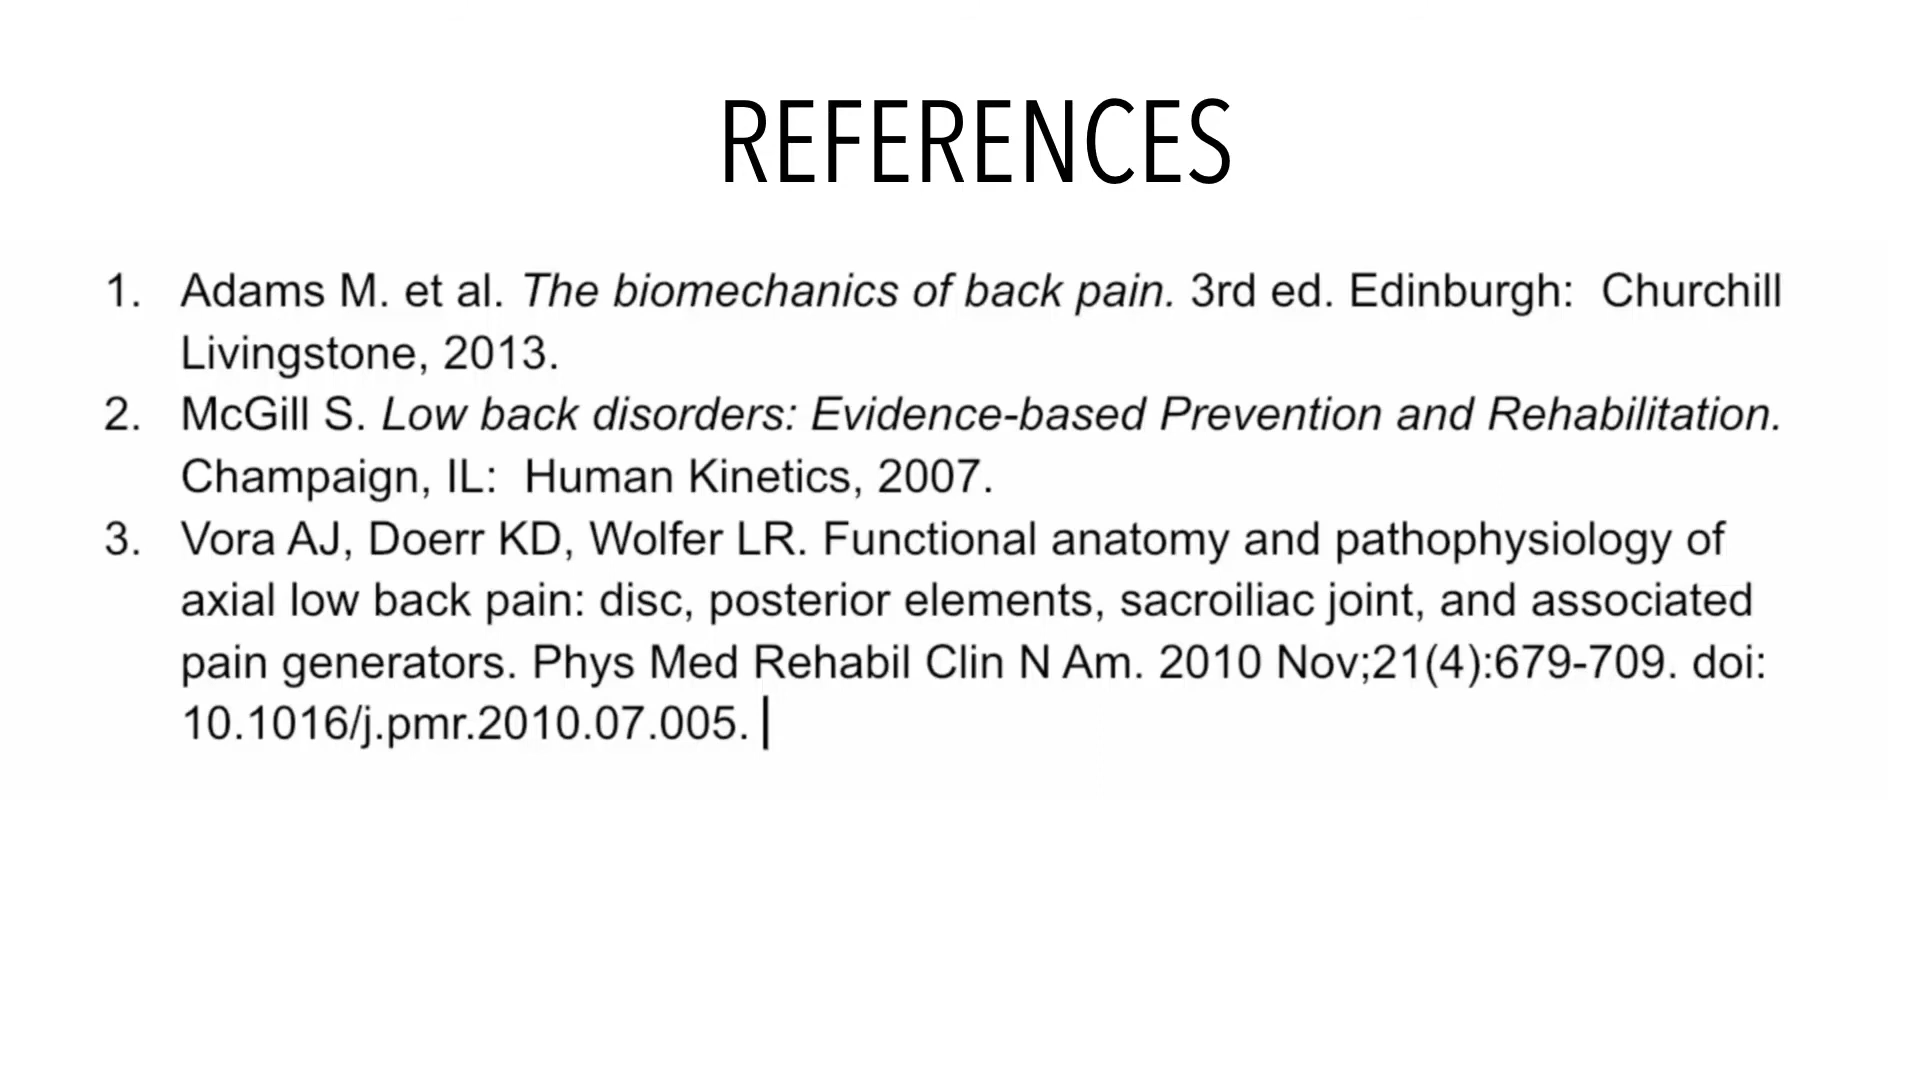 REFERENCES
1. Adams M. et al. The biomechanics of back pain. 3rd ed. Edinburgh:  Churchill
Livingstone, 2013.
2. McGill S. Low back disorders: Evidence-based Prevention and Rehabilitation.
Champaign, IL:  Human Kinetics, 2007.
3. Vora AJ, Doerr KD, Wolfer LR. Functional anatomy and pathophysiology of
axial low back pain: disc, posterior elements, sacroiliac joint, and associated
pain generators. Phys Med Rehabil Clin N Am. 2010 Nov;21(4):679-709. doi:
10.1016/j.pmr.2010.07.005.